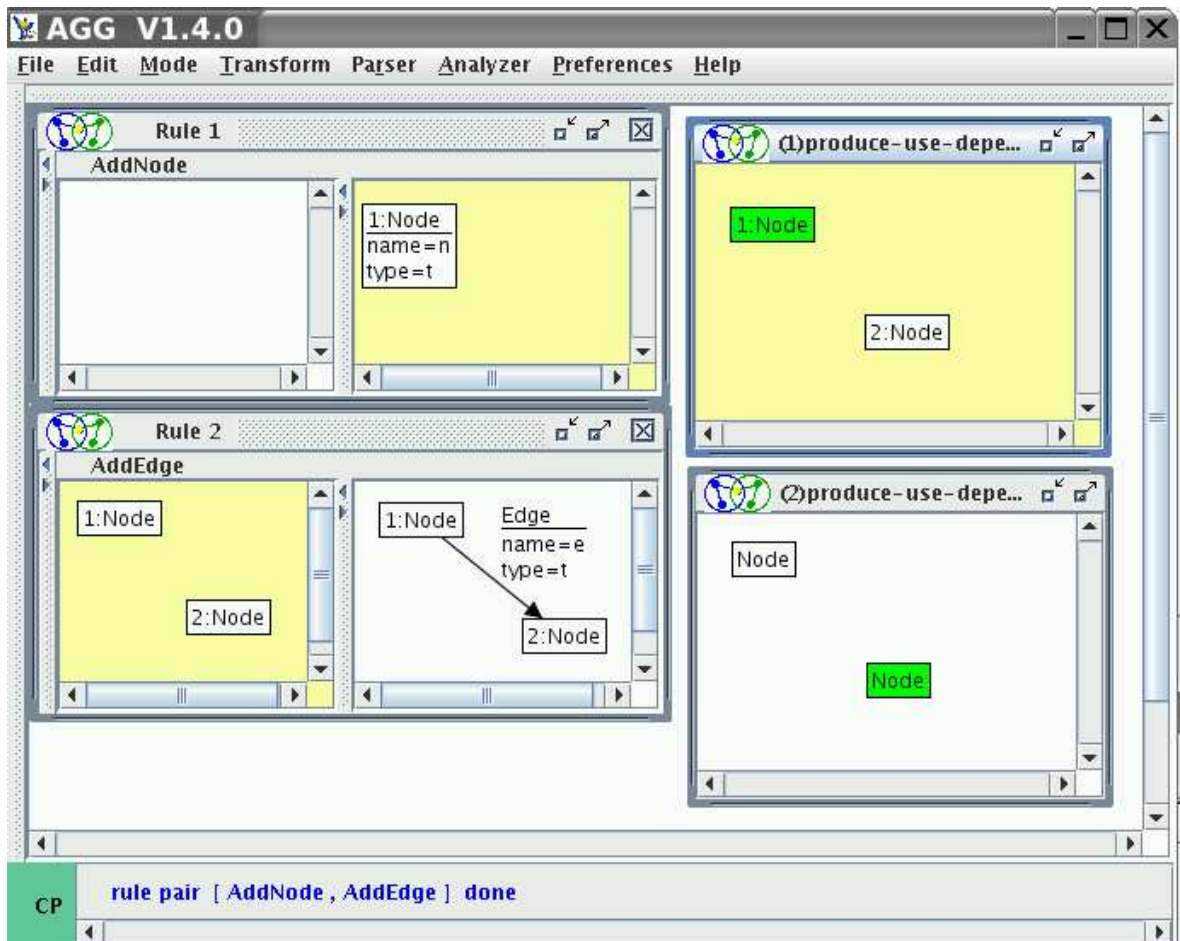 AGG V1.4.0
File Edit Mode Transform Parser Analyzer Preferences Help
Rule 1
AddNode
1:Node
name=n
type=t
Rule 2
AddEdge
1:Node
2:Node
1:Node
Edge
name=e
type=t
2:Node
(1)produce-use-depe...
1:Node
2:Node
(2)produce-use-depe...
Node
Node
CP
rule pair [ AddNode , AddEdge ] done